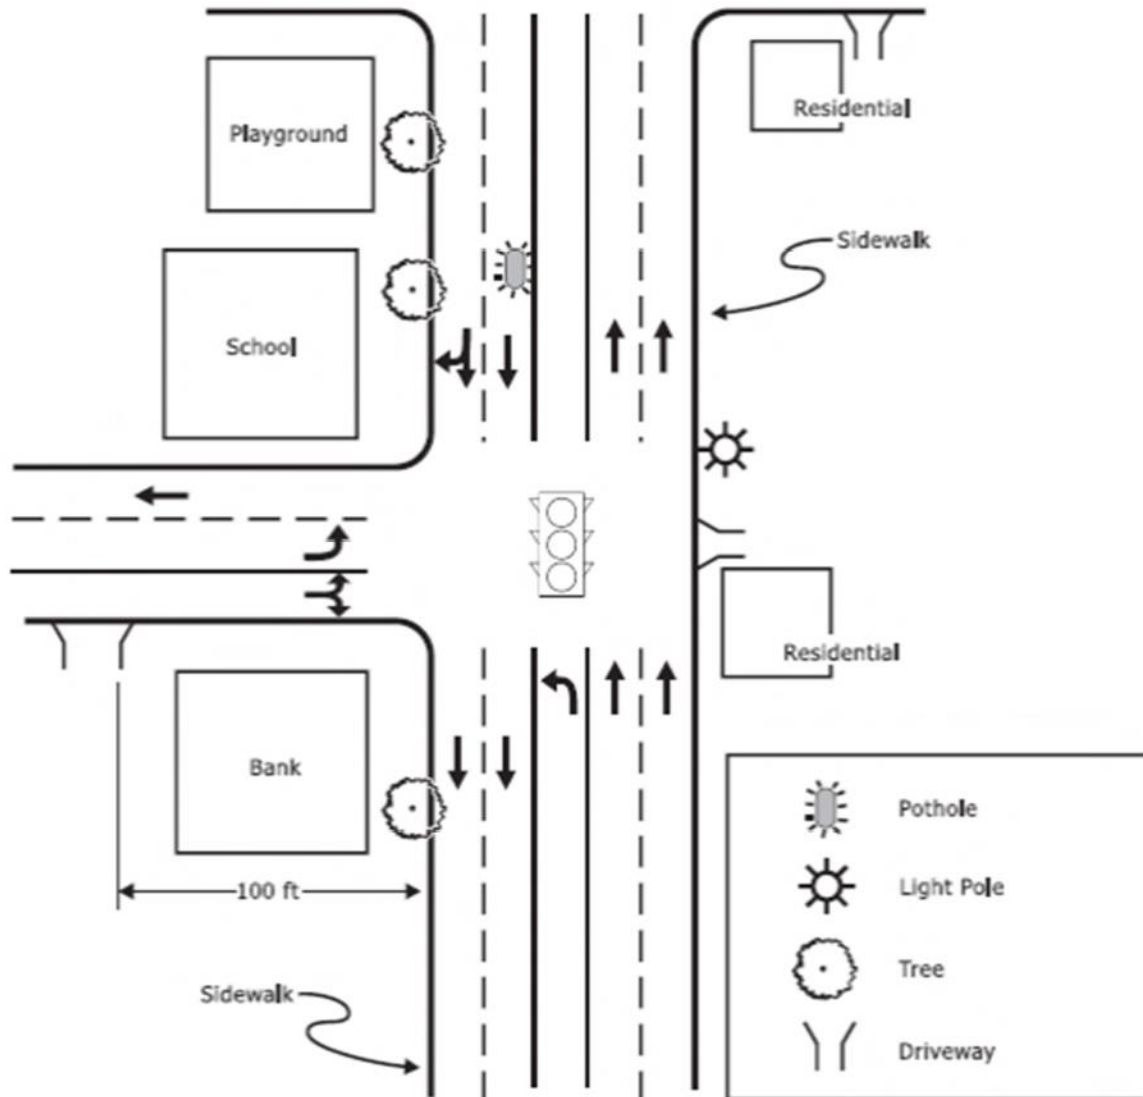 Playground
Residential
Sidewalk
School
Residential
Bank
100 ft
Sidewalk
Pothole
Light Pole
Tree
Driveway